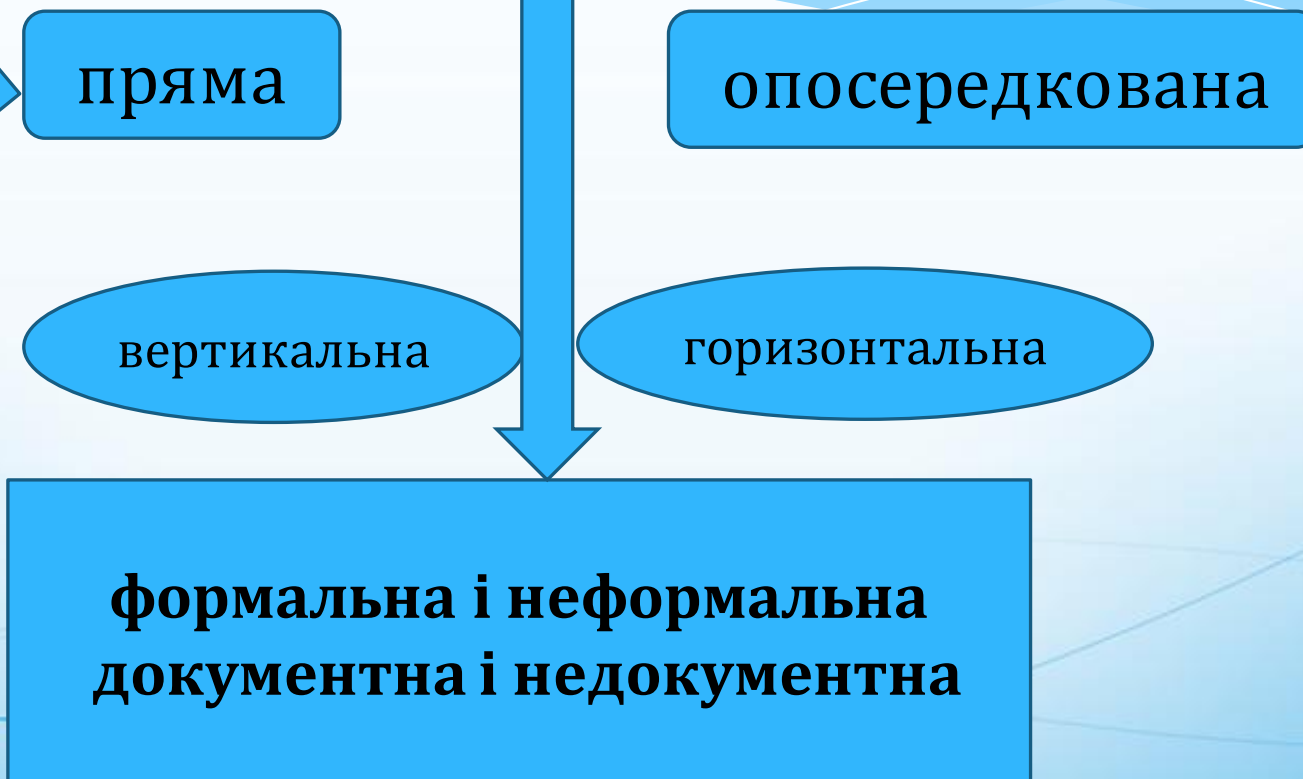 пряма
опосередкована
вертикальна
горизонтальна
формальна і неформальна
документна і недокументна